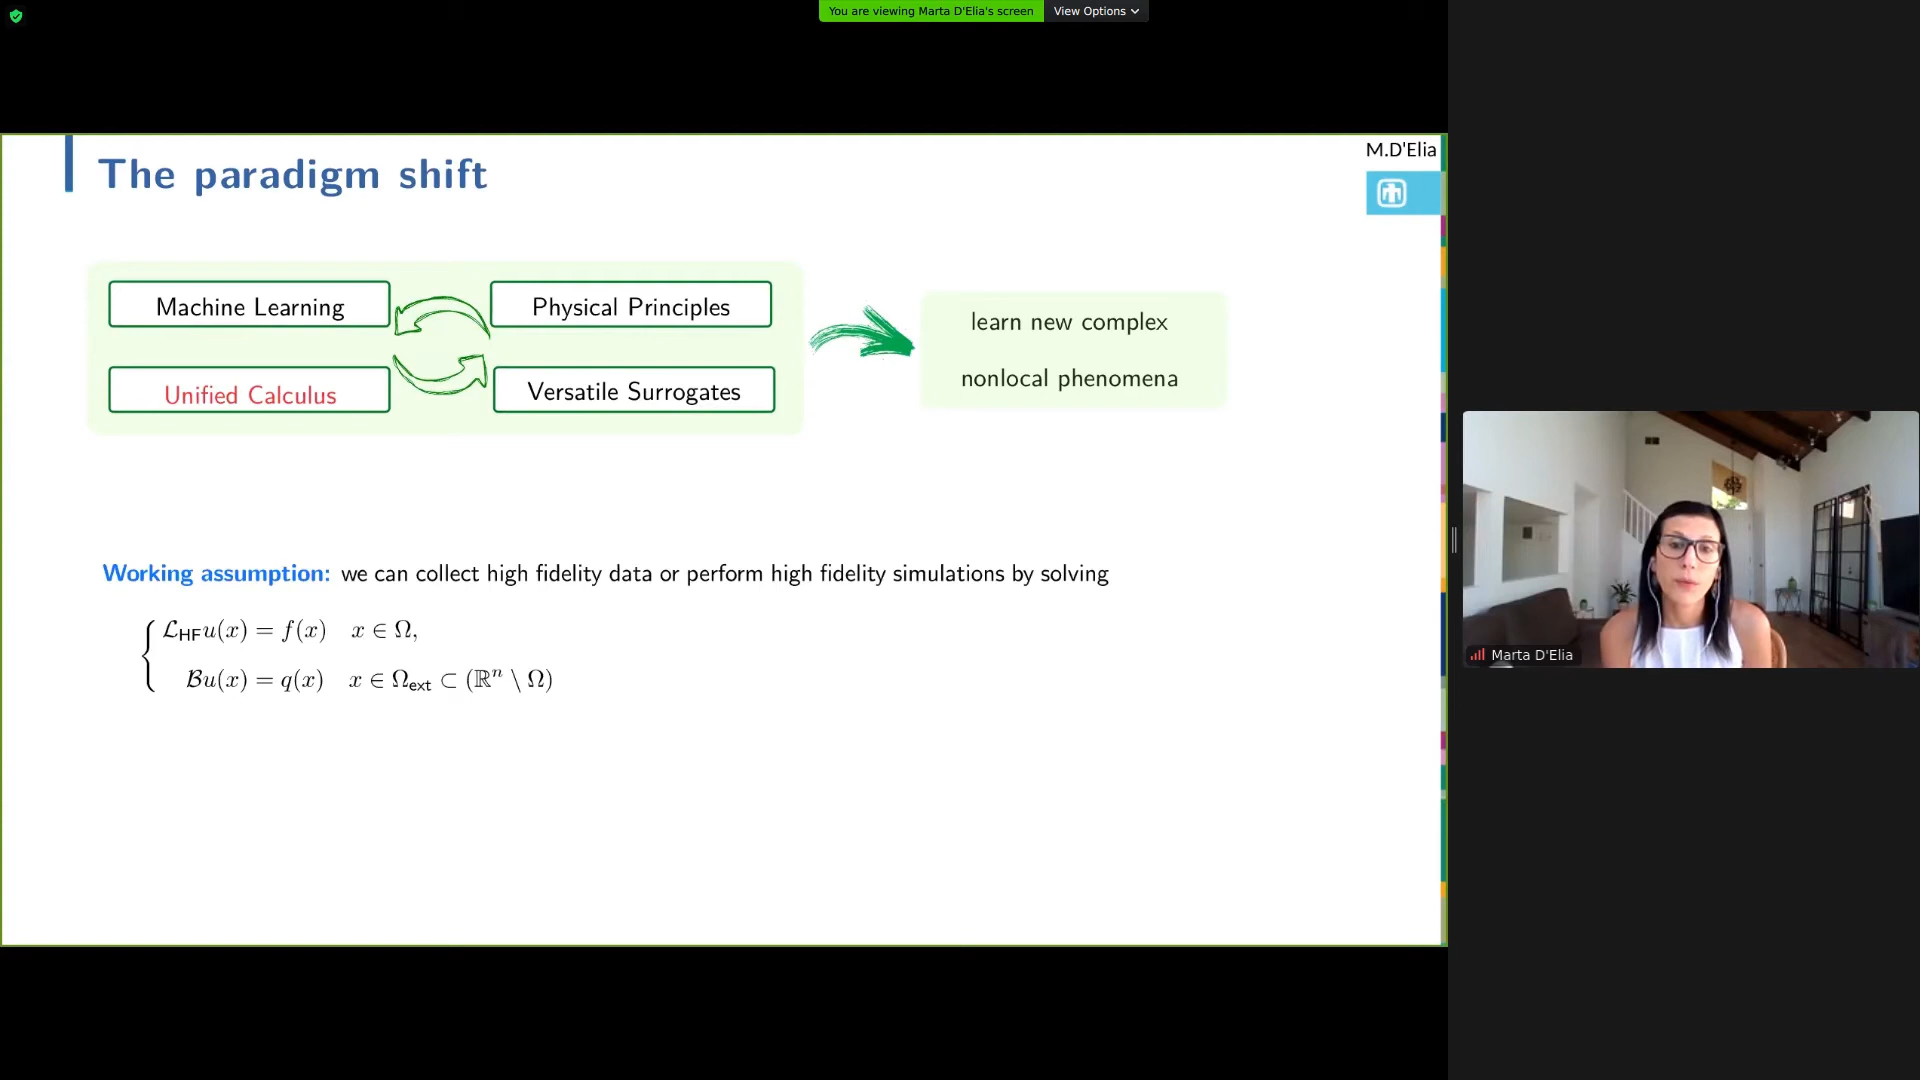 You are viewing Marta D'Elia's screen View Options
The paradigm shift
M.D'Elia
Machine Learning
Physical Principles
Unified Calculus
Versatile Surrogates
learn new complex
nonlocal phenomena
Working assumption: we can collect high fidelity data or perform high fidelity simulations by solving
ℒ_HF u(x) = f(x) x ∈ Ω,
ℬu(x) = q(x) x ∈ Ω_ext ⊂ (ℝⁿ \ Ω)
Marta D'Elia